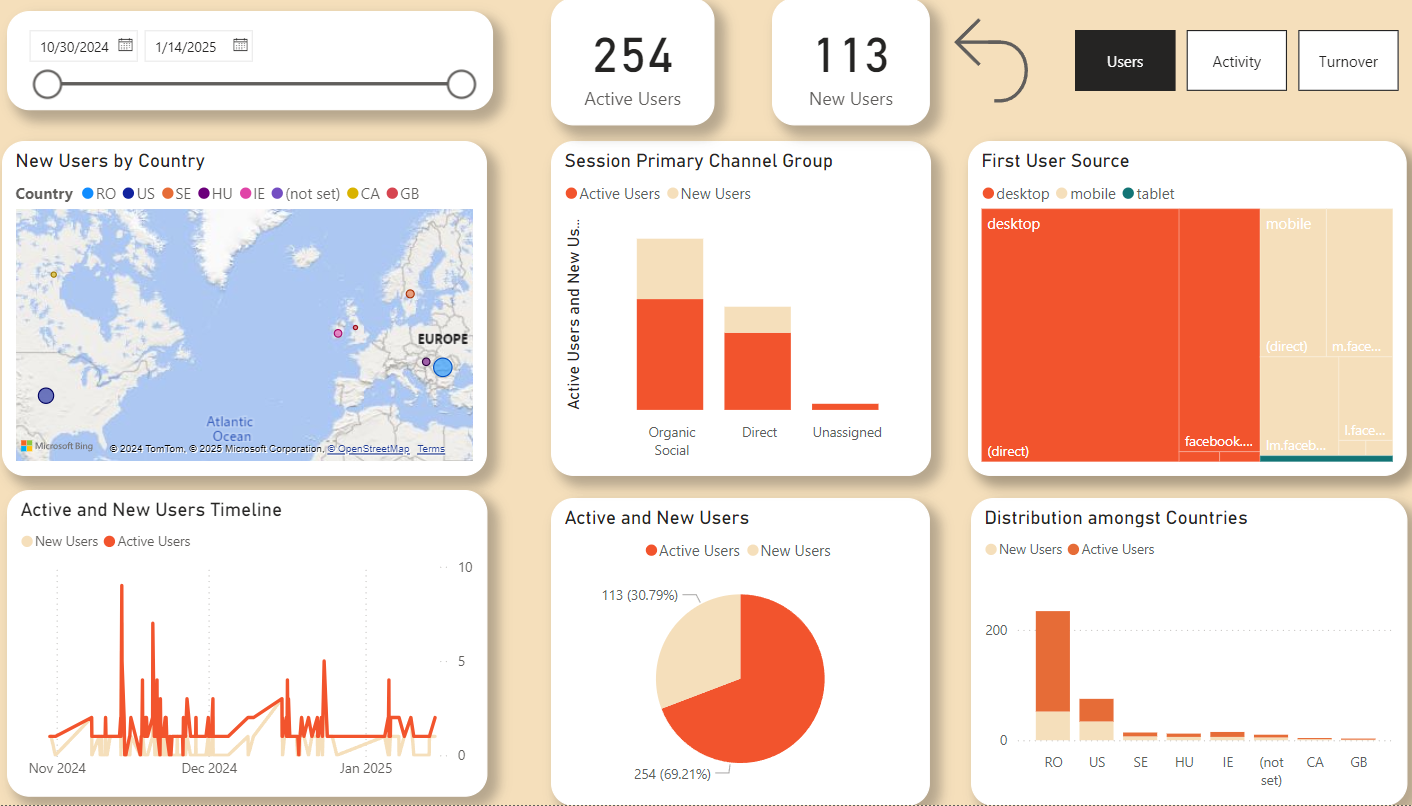 10/30/2024
1/14/2025
254
Active Users
113
New Users
Users
Activity
Turnover
New Users by Country
Country RO US SE HU IE (not set) CA GB
EUROPE
Atlantic
Ocean
Microsoft Bing
© 2024 TomTom, © 2025 Microsoft Corporation, © OpenStreetMap Terms
Session Primary Channel Group
Active Users New Users
Active Users and New Us...
Organic
Social
Direct
Unassigned
First User Source
desktop mobile tablet
desktop
(direct)
facebook....
mobile
(direct)
m.face...
lm.faceb...
l.face...
Active and New Users Timeline
New Users Active Users
10
5
0
Nov 2024
Dec 2024
Jan 2025
Active and New Users
Active Users New Users
113 (30.79%)
254 (69.21%)
Distribution amongst Countries
New Users Active Users
200
0
RO
US
SE
HU
IE
(not
set)
CA
GB